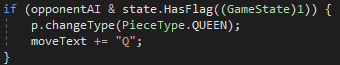 if (opponentAI & state.HasFlag((GameState)1)) {
p.changeType(PieceType.QUEEN);
moveText += "Q";
}